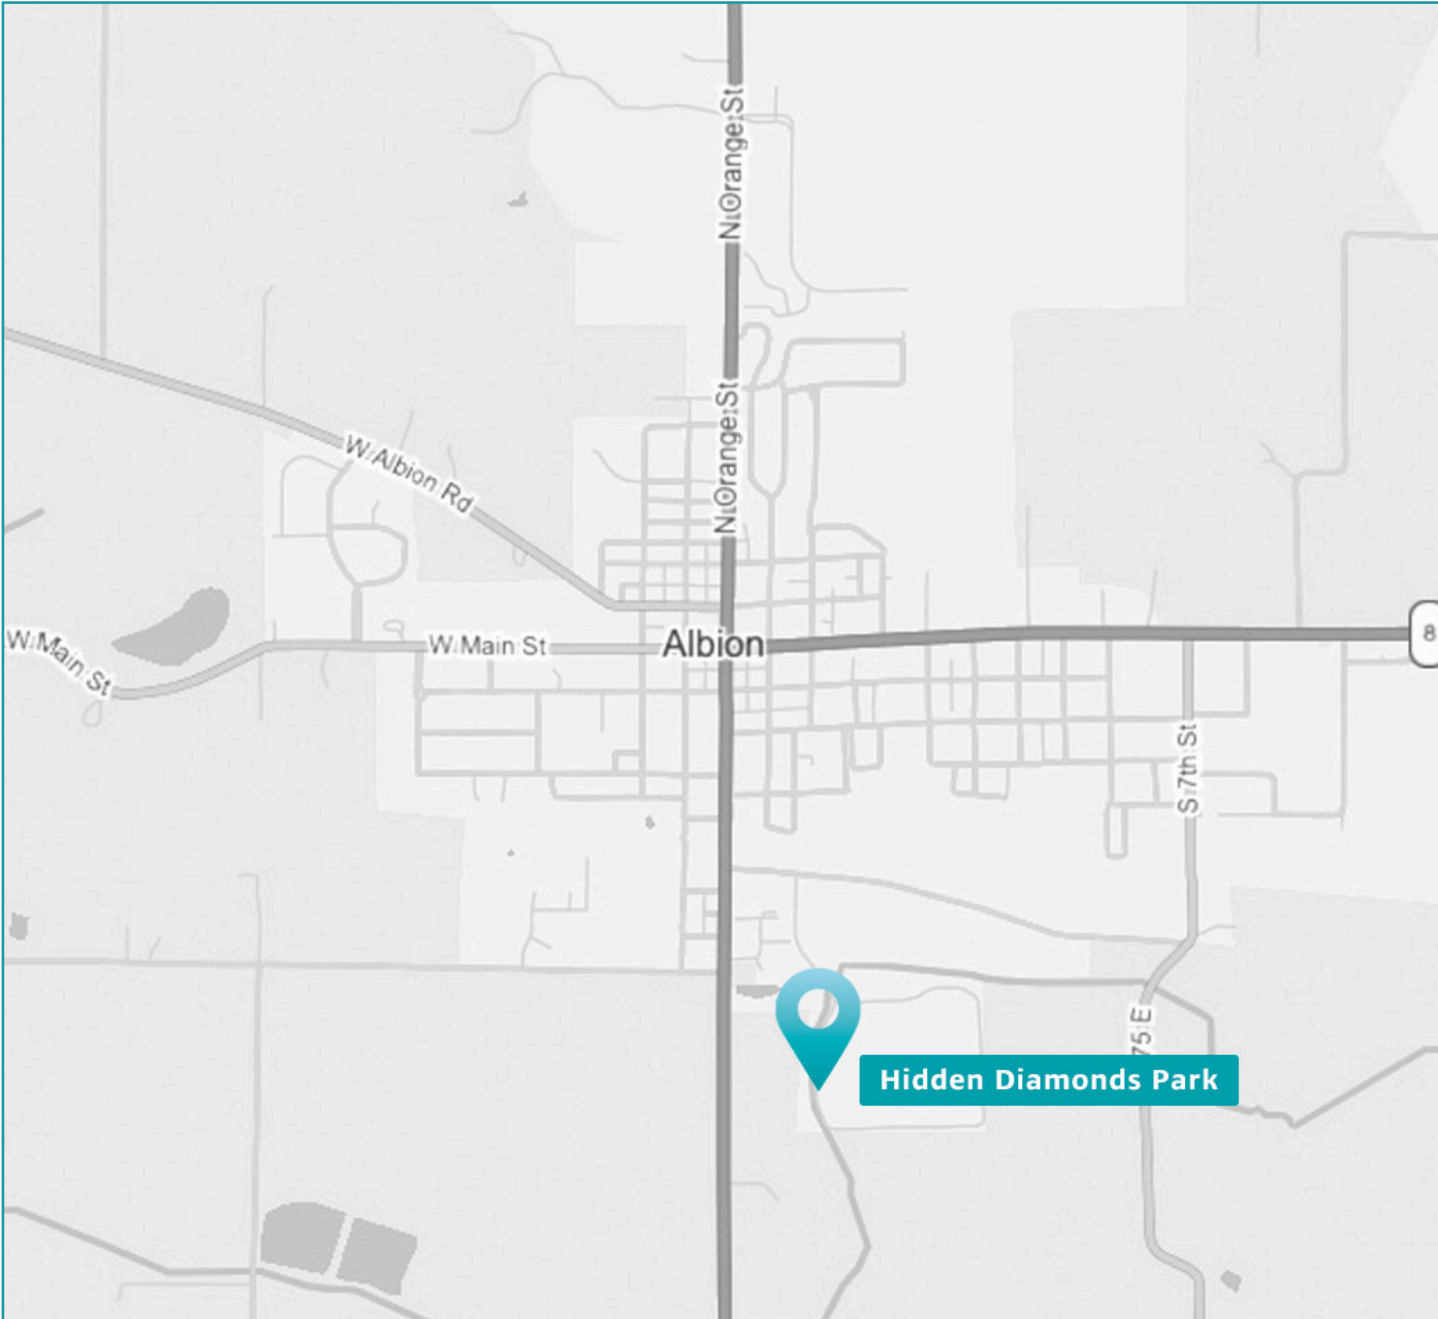 N Orange St
N Orange St
W Albion Rd
W Main St
W Main St
Albion
8
S 7th St
75 E
Hidden Diamonds Park